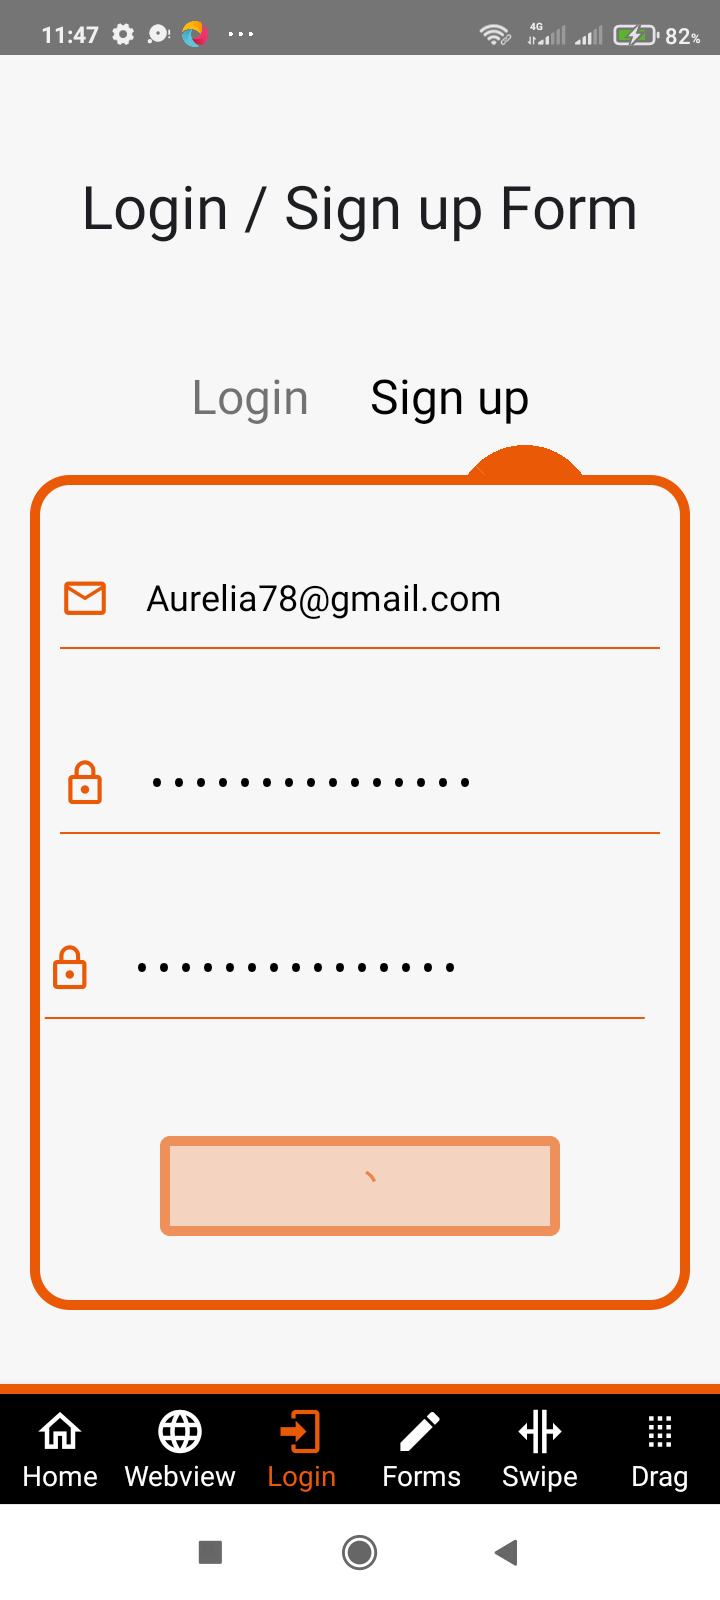 11:47
4G
82%
Login / Sign up Form
Login
Sign up
Aurelia78@gmail.com
•••••••••••••••
•••••••••••••••
Home
Webview
Login
Forms
Swipe
Drag